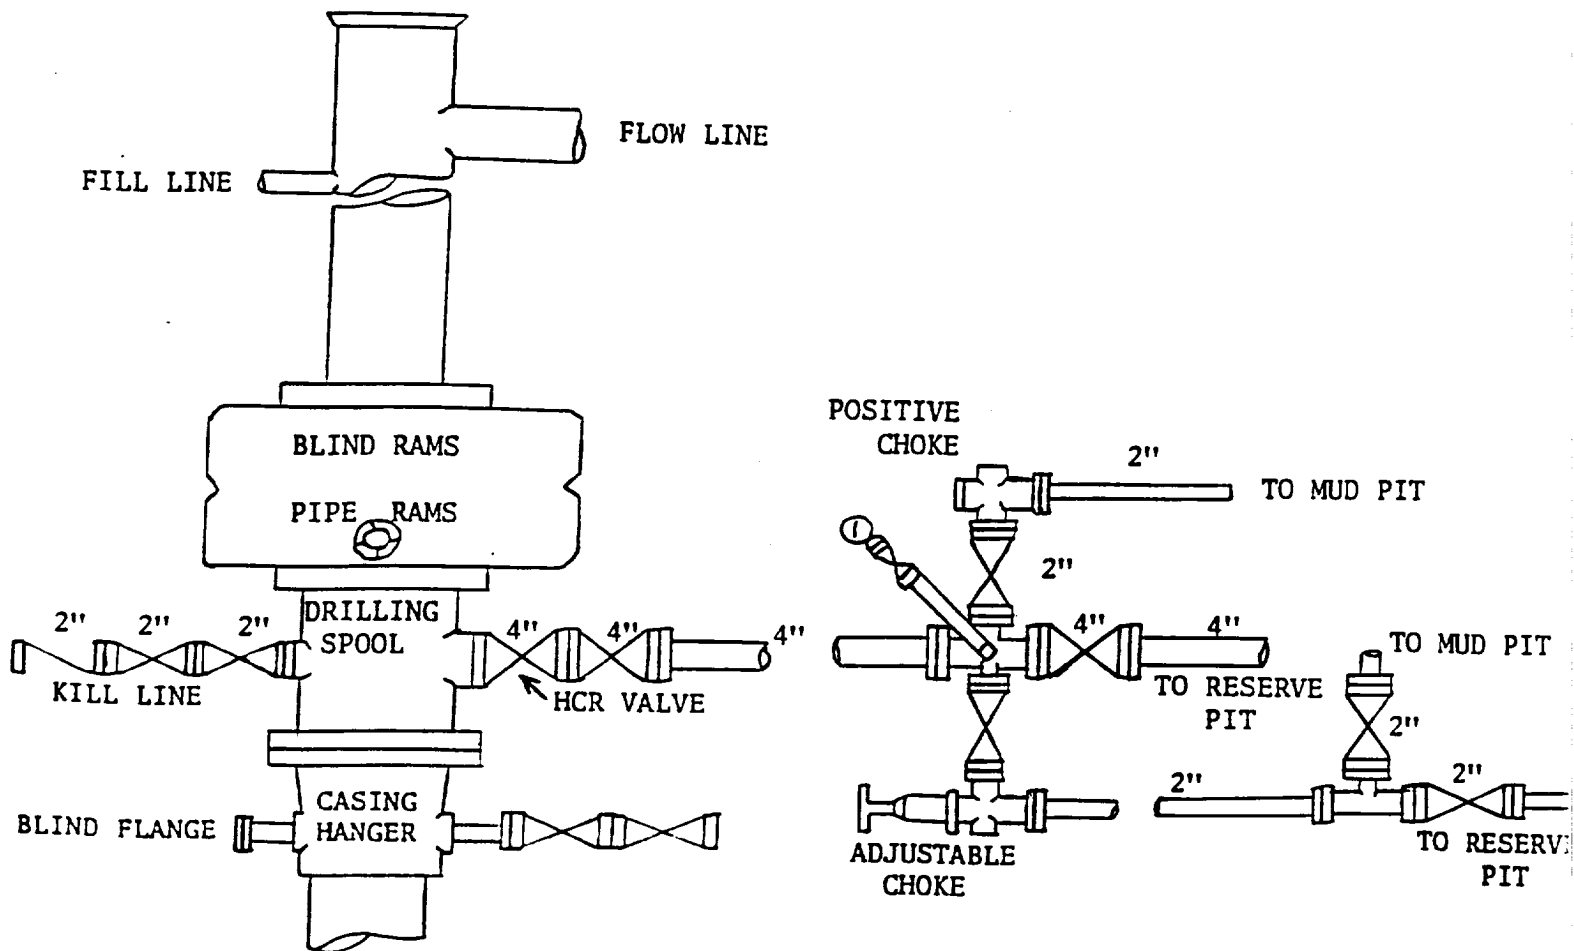 FLOW LINE
FILL LINE
BLIND RAMS
PIPE RAMS
DRILLING
SPOOL
2"
2"
2"
KILL LINE
4"
4"
4"
HCR VALVE
CASING
HANGER
BLIND FLANGE
POSITIVE
CHOKE
2"
TO MUD PIT
2"
4"
4"
TO RESERVE
PIT
ADJUSTABLE
CHOKE
TO MUD PIT
2"
2"
2"
TO RESERV
PIT